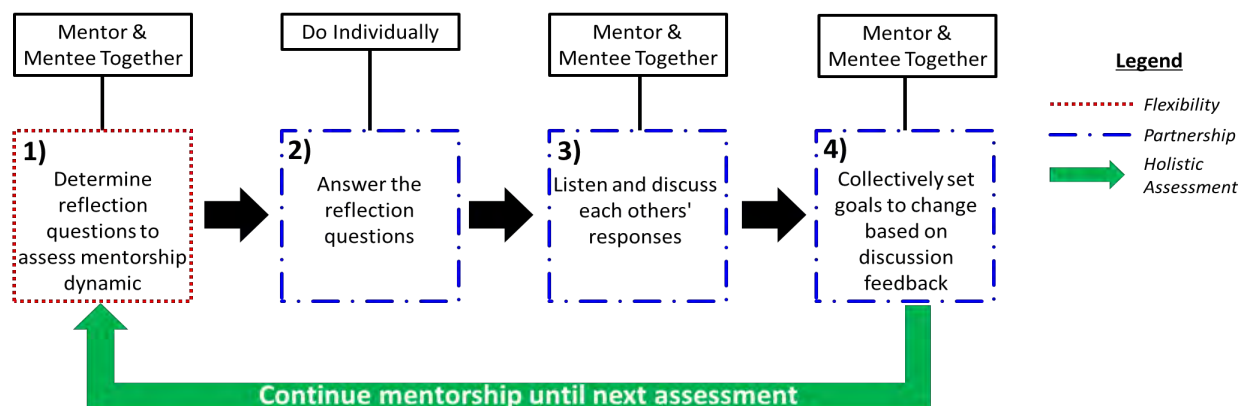 Mentor &
Mentee Together
Do Individually
Mentor &
Mentee Together
Mentor &
Mentee Together
Legend
Flexibility
Partnership
Holistic
Assessment
1)
Determine
reflection
questions to
assess mentorship
dynamic
2)
Answer the
reflection
questions
3)
Listen and discuss
each others'
responses
4)
Collectively set
goals to change
based on
discussion
feedback
Continue mentorship until next assessment